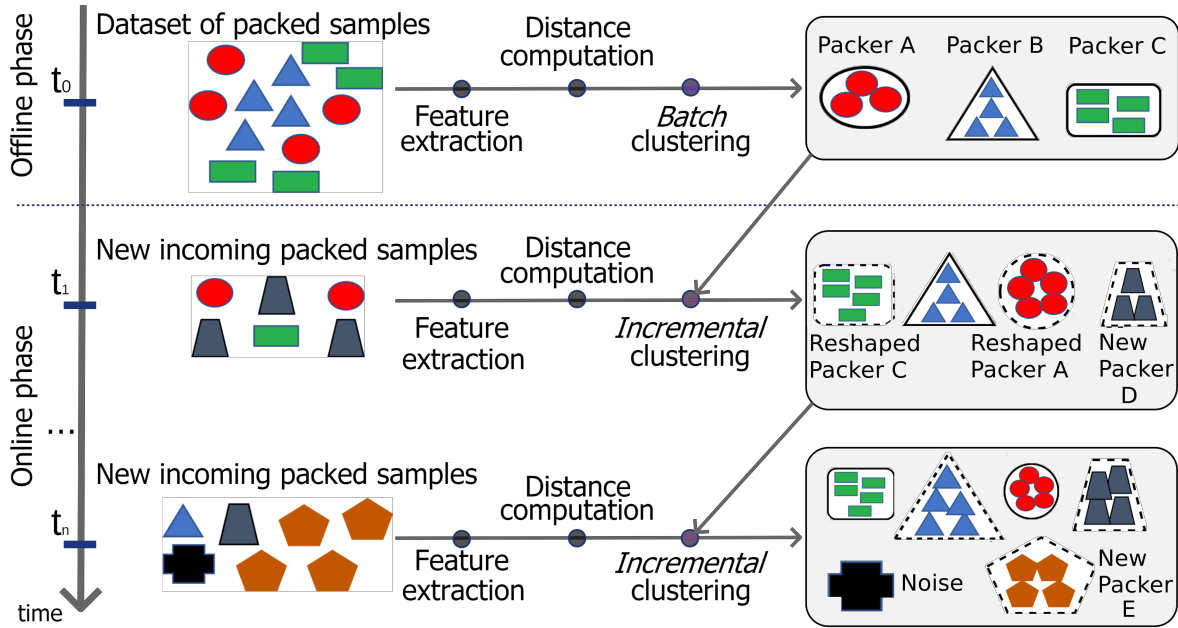 Offline phase
Online phase
t0
t1
...
tn
time
Dataset of packed samples
Distance
computation
Feature
extraction
Batch
clustering
Packer A
Packer B
Packer C
New incoming packed samples
Distance
computation
Feature
extraction
Incremental
clustering
Reshaped
Packer C
Reshaped
Packer A
New
Packer
D
New incoming packed samples
Distance
computation
Feature
extraction
Incremental
clustering
Noise
New
Packer
E